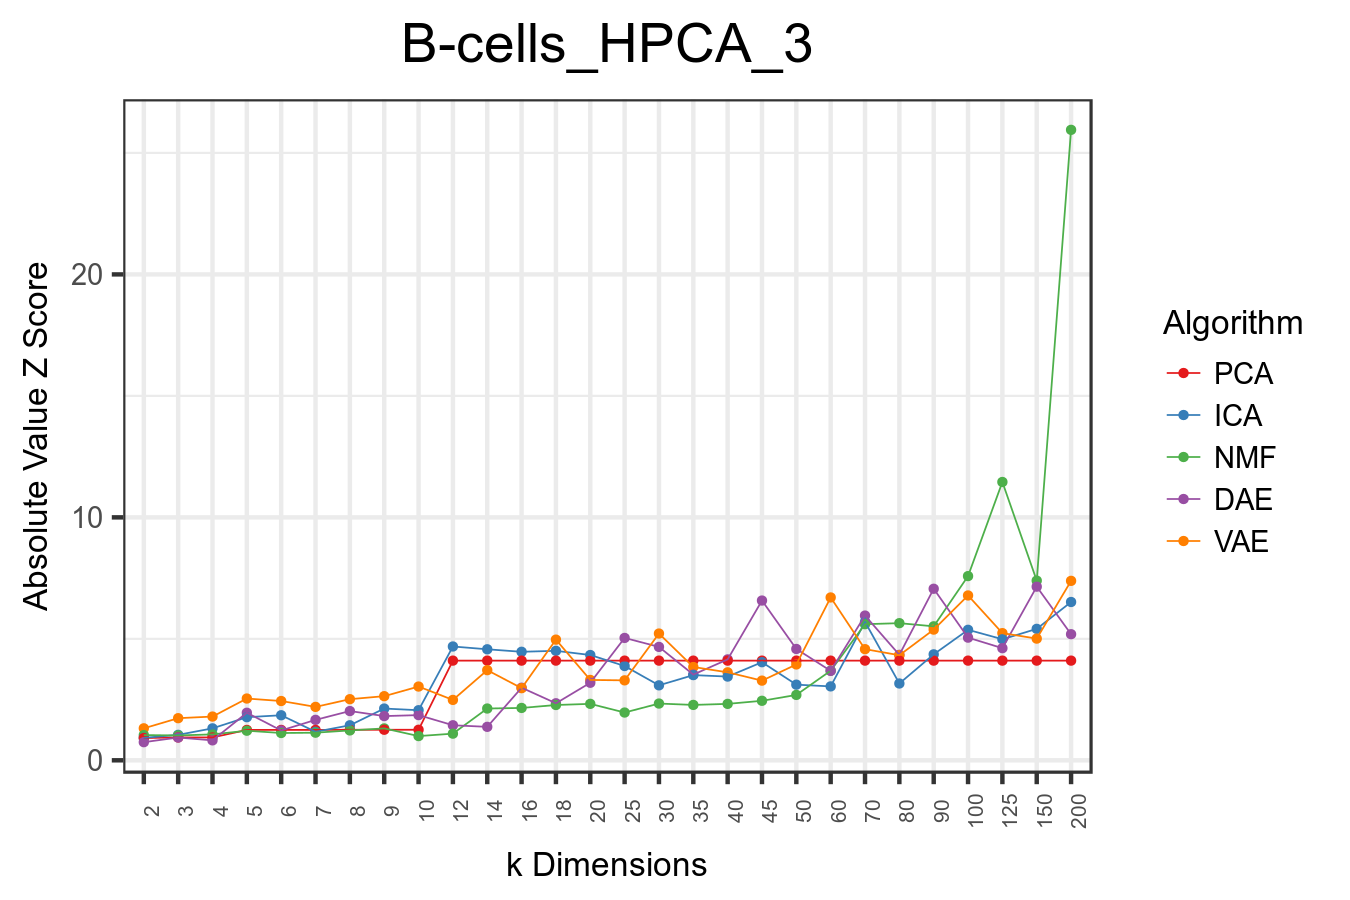 B-cells_HPCA_3
Absolute Value Z Score
20
10
0
2 3 4 5 6 7 8 9 10 12 14 16 18 20 25 30 35 40 45 50 60 70 80 90 100 125 150 200
k Dimensions
Algorithm
PCA
ICA
NMF
DAE
VAE